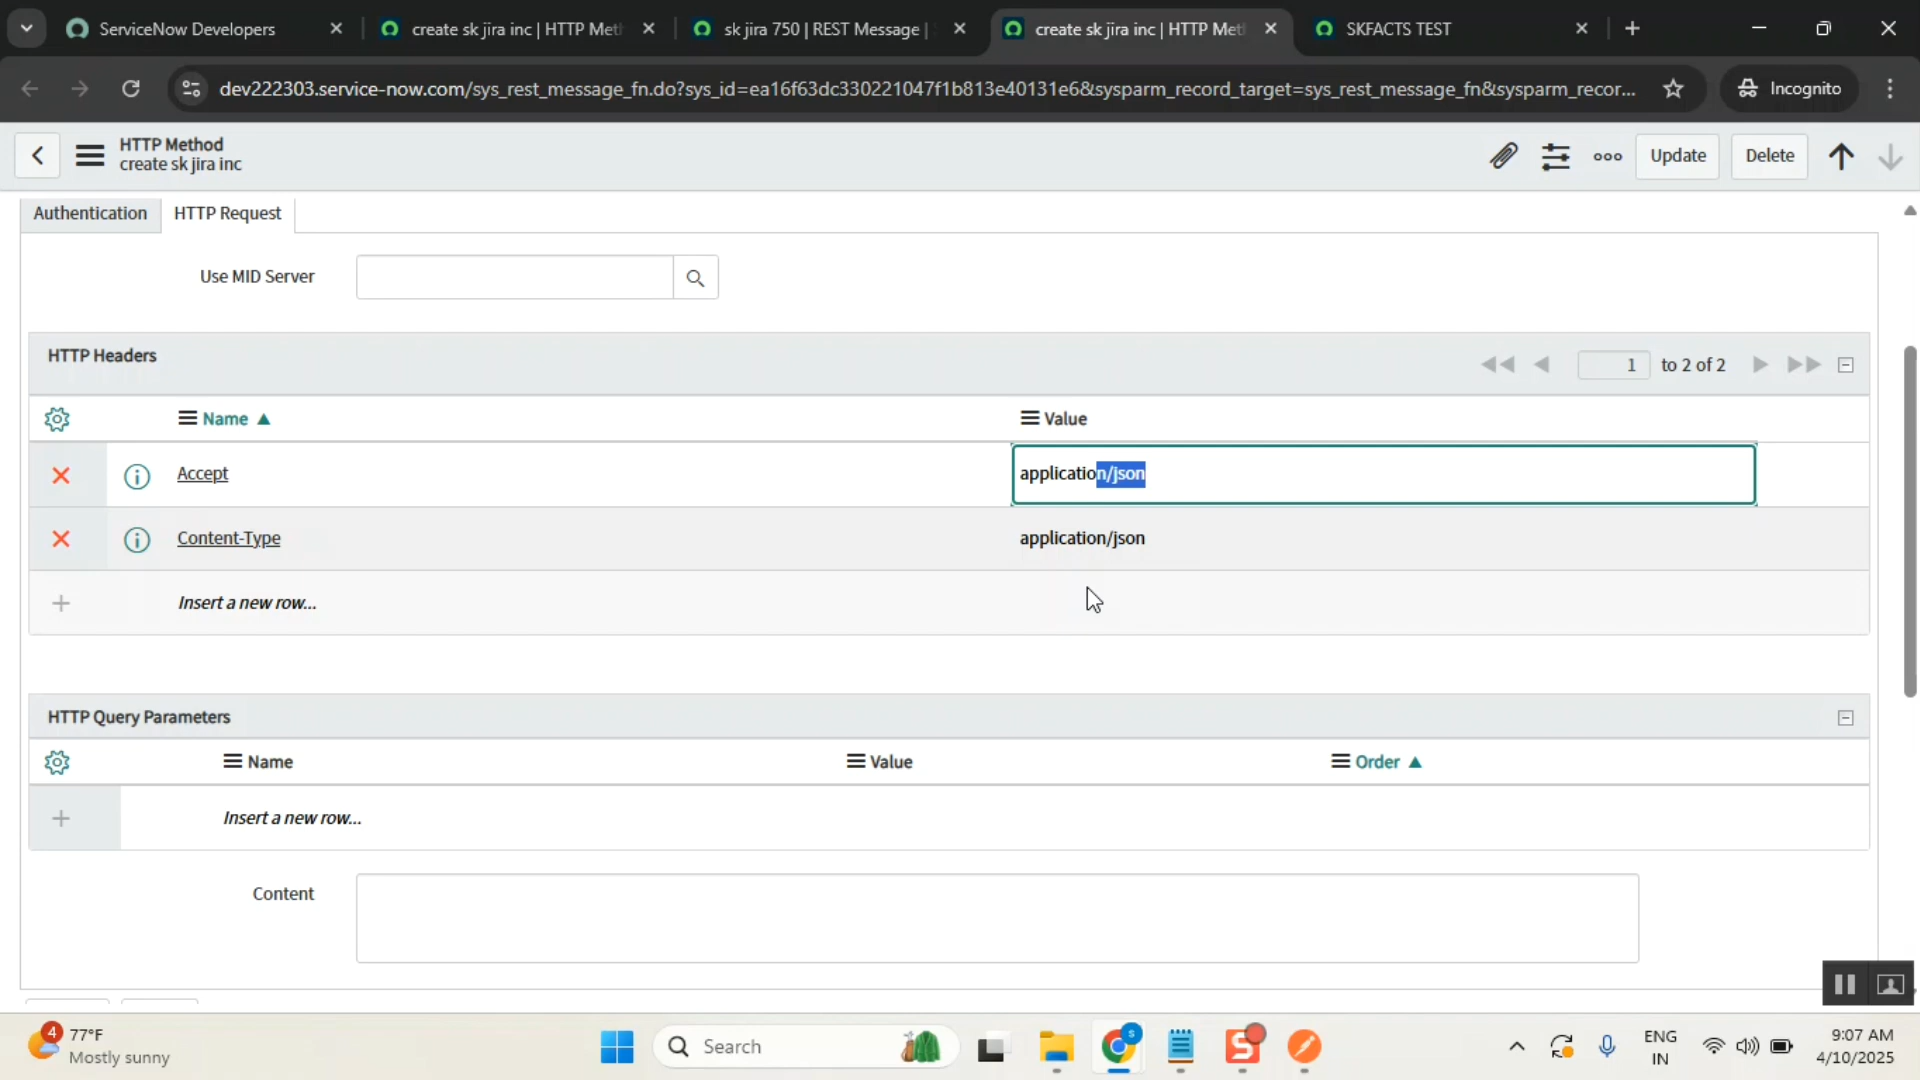 ServiceNow Developers
create sk jira inc | HTTP Met
sk jira 750 | REST Message |
create sk jira inc | HTTP Met
SKFACTS TEST
dev222303.service-now.com/sys_rest_message_fn.do?sys_id=ea16f63dc330221047f1b813e40131e6&sysparm_record_target=sys_rest_message_fn&sysparm_recor...
Incognito
HTTP Method
create sk jira inc
Update
Delete
Authentication
HTTP Request
Use MID Server
HTTP Headers
1 to 2 of 2
Name
Value
Accept
application/json
Content-Type
application/json
Insert a new row...
HTTP Query Parameters
Name
Value
Order
Insert a new row...
Content
4
77°F
Mostly sunny
Search
S
S
ENG
IN
9:07 AM
4/10/2025